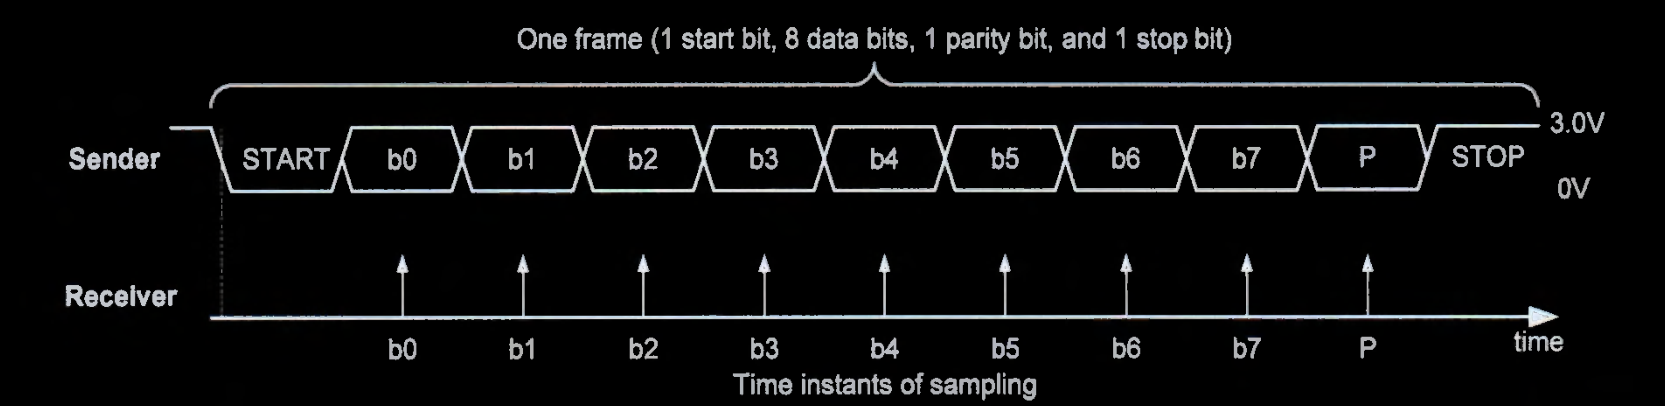 One frame (1 start bit, 8 data bits, 1 parity bit, and 1 stop bit)
3.0V
Sender START b0 b1 b2 b3 b4 b5 b6 b7 P STOP
0V
Receiver
time
b0 b1 b2 b3 b4 b5 b6 b7 P
Time instants of sampling